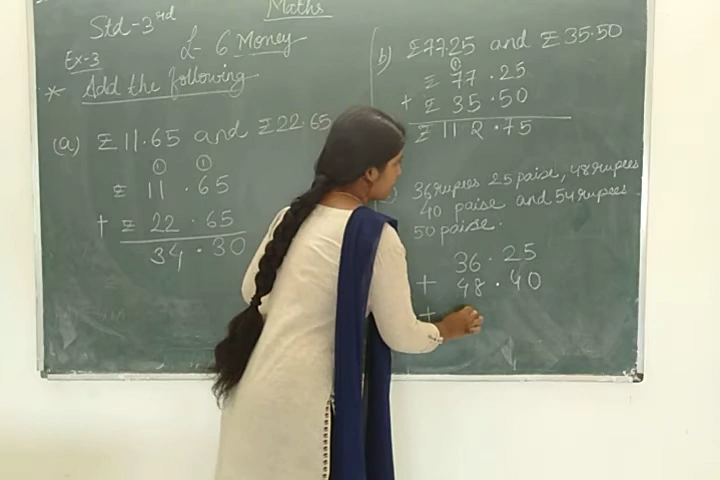 Maths
Std-3rd
L-6 Money
Ex-3
* Add the following
(a) ₹11.65 and ₹22.65
① ①
₹ 11 .65
+ ₹ 22 .65
34 .30
b) ₹77.25 and ₹35.50
①
₹ 77 .25
+ ₹ 35 .50
₹ 112 .75
36 rupees 25 paise, 48 rupees
40 paise and 54 rupees
50 paise.
36 .25
+ 48 .40
+